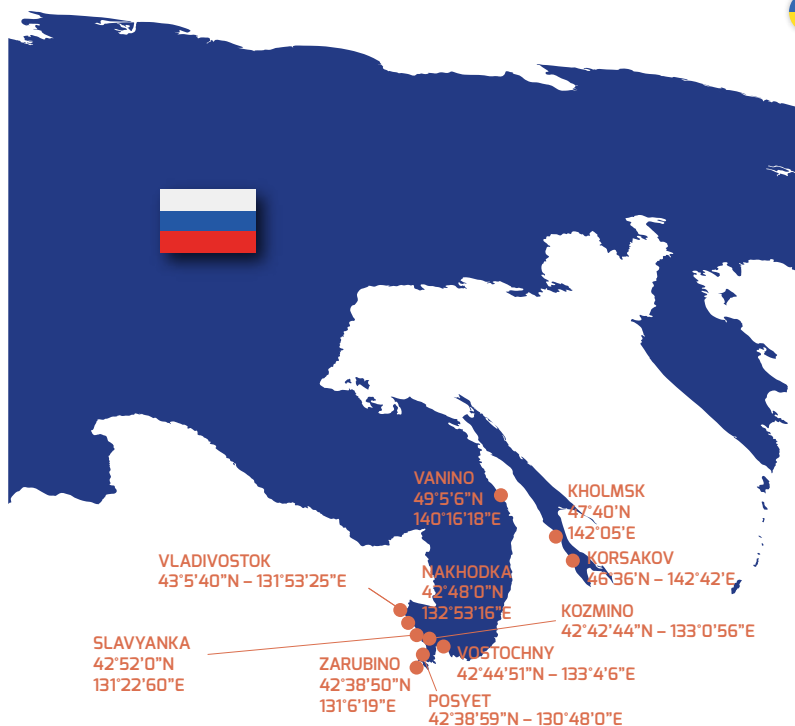 VANINO
49°5'6”N
140°16'18”E
KHOLMSK
47°40'N
142°05'E
KORSAKOV
46°36'N – 142°42'E
VLADIVOSTOK
43°5'40”N – 131°53'25”E
NAKHODKA
42°48'0”N
132°53'16”E
KOZMINO
42°42'44”N – 133°0'56”E
SLAVYANKA
42°52'0”N
131°22'60”E
VOSTOCHNY
42°44'51”N – 133°4'6”E
ZARUBINO
42°38'50”N
131°6'19”E
POSYET
42°38'59”N – 130°48'0”E